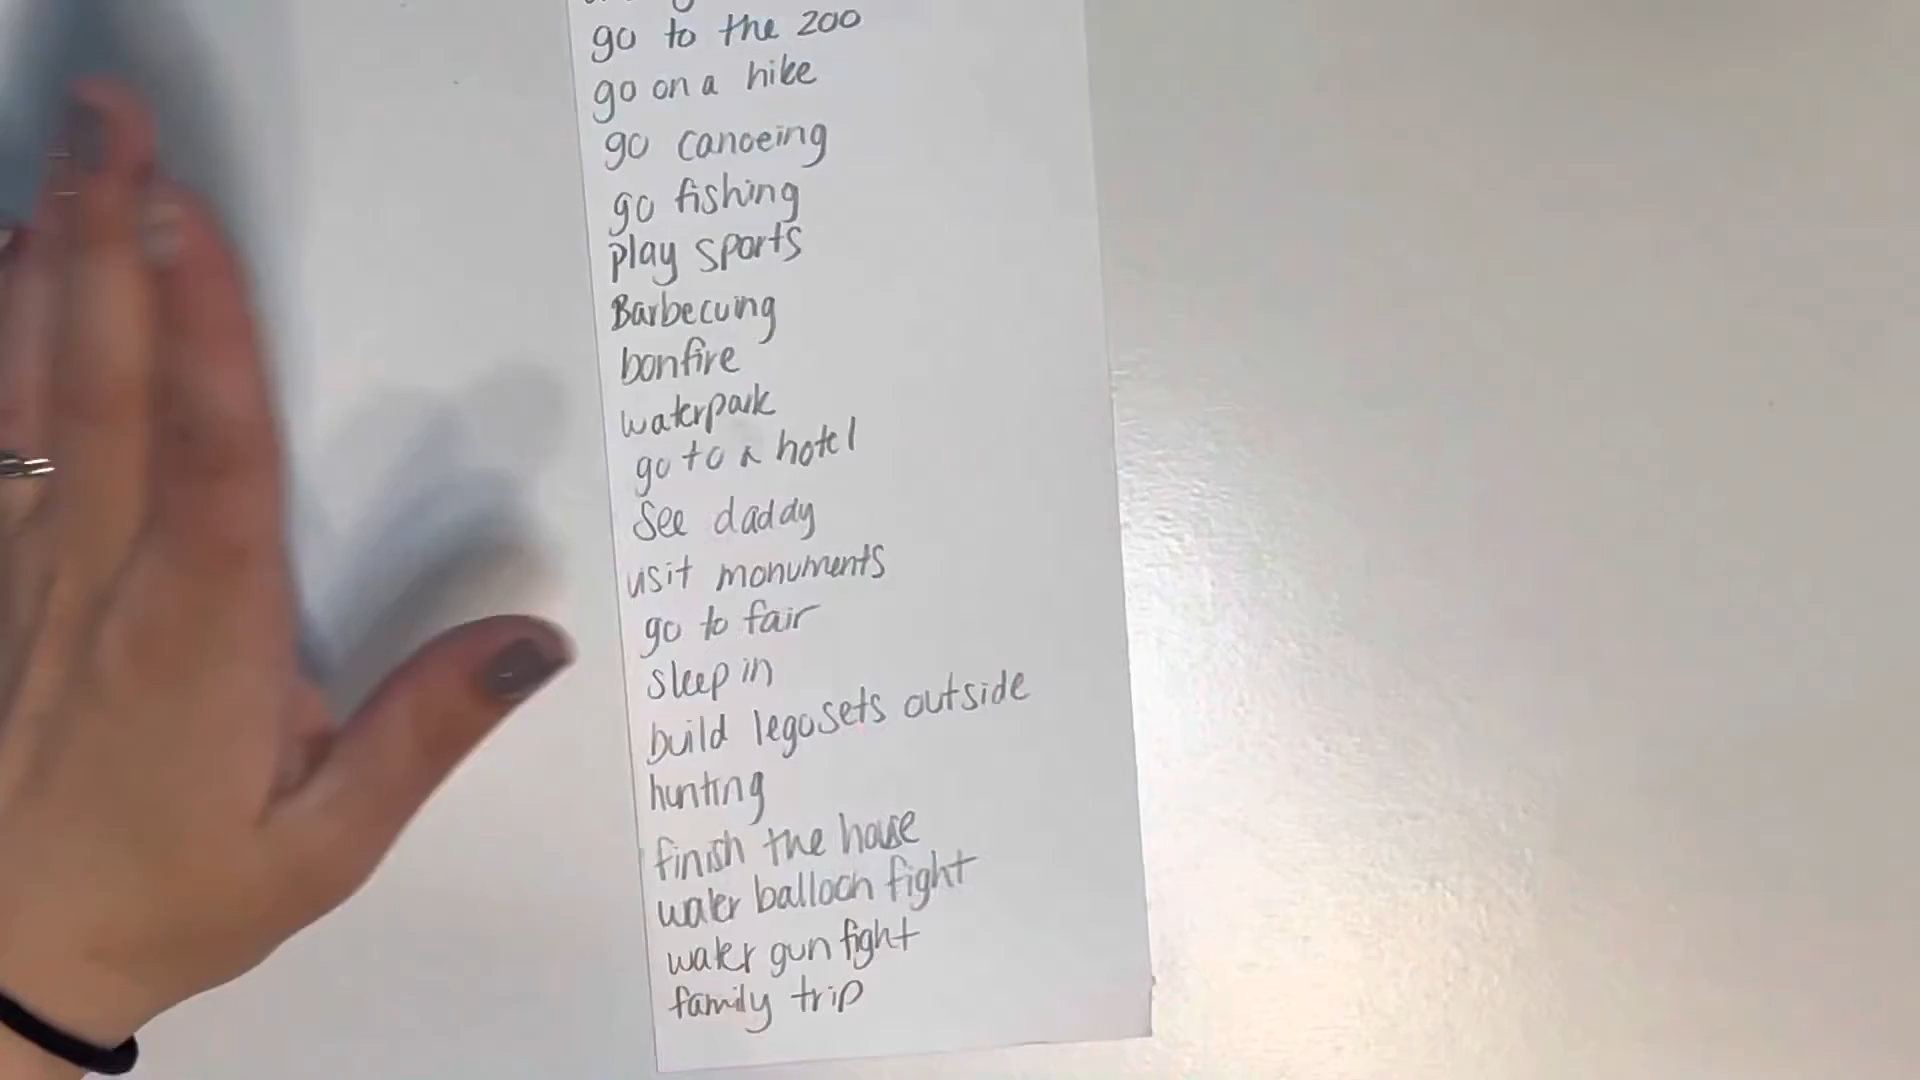 go to the zoo
go on a hike
go canoeing
go fishing
play sports
Barbecuing
bonfire
waterpark
go to a hotel
See daddy
visit monuments
go to fair
sleep in
build lego sets outside
hunting
finish the house
water balloon fight
water gun fight
family trip